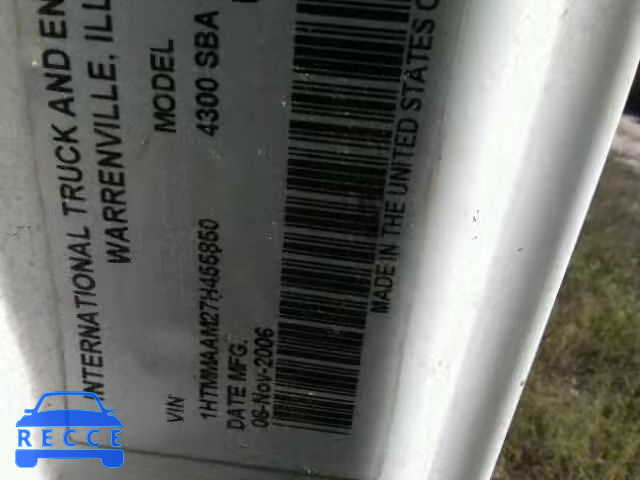 INTERNATIONAL TRUCK AND EN
WARRENVILLE, ILL
VIN
MODEL
1HTMMAAM27H455850
4300 SBA
DATE MFG.
06-Nov-2006
MADE IN THE UNITED STATES O
RECCE